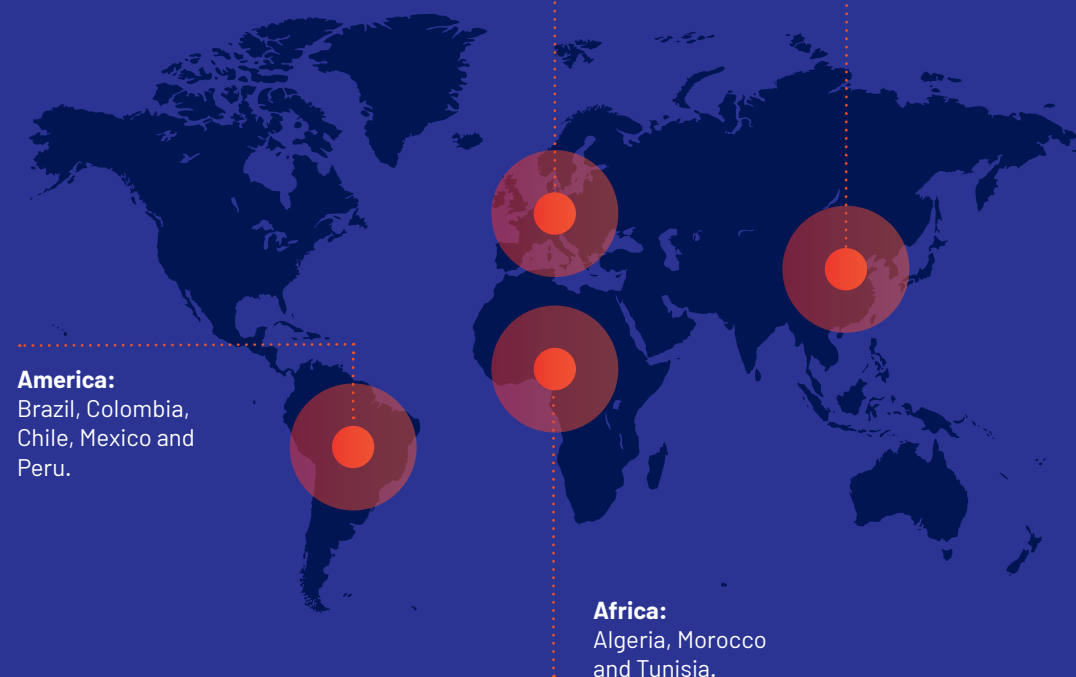 America:
Brazil, Colombia,
Chile, Mexico and
Peru.
Africa:
Algeria, Morocco
and Tunisia.